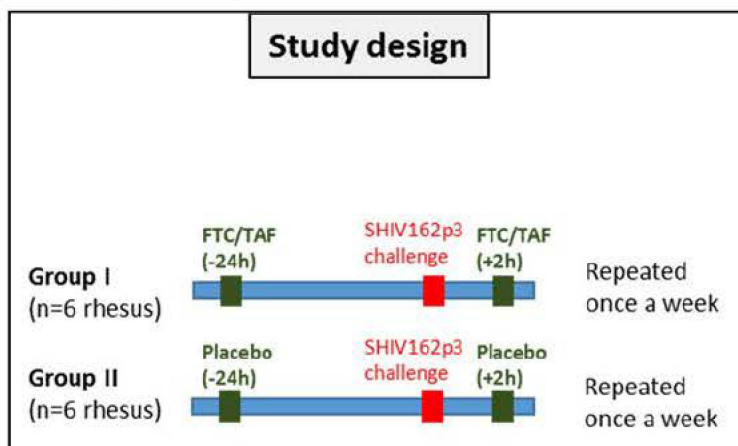 Study design
FTC/TAF
(-24h)
SHIV162p3
challenge
FTC/TAF
(+2h)
Group I
(n=6 rhesus)
Repeated
once a week
Placebo
(-24h)
SHIV162p3
challenge
Placebo
(+2h)
Group II
(n=6 rhesus)
Repeated
once a week